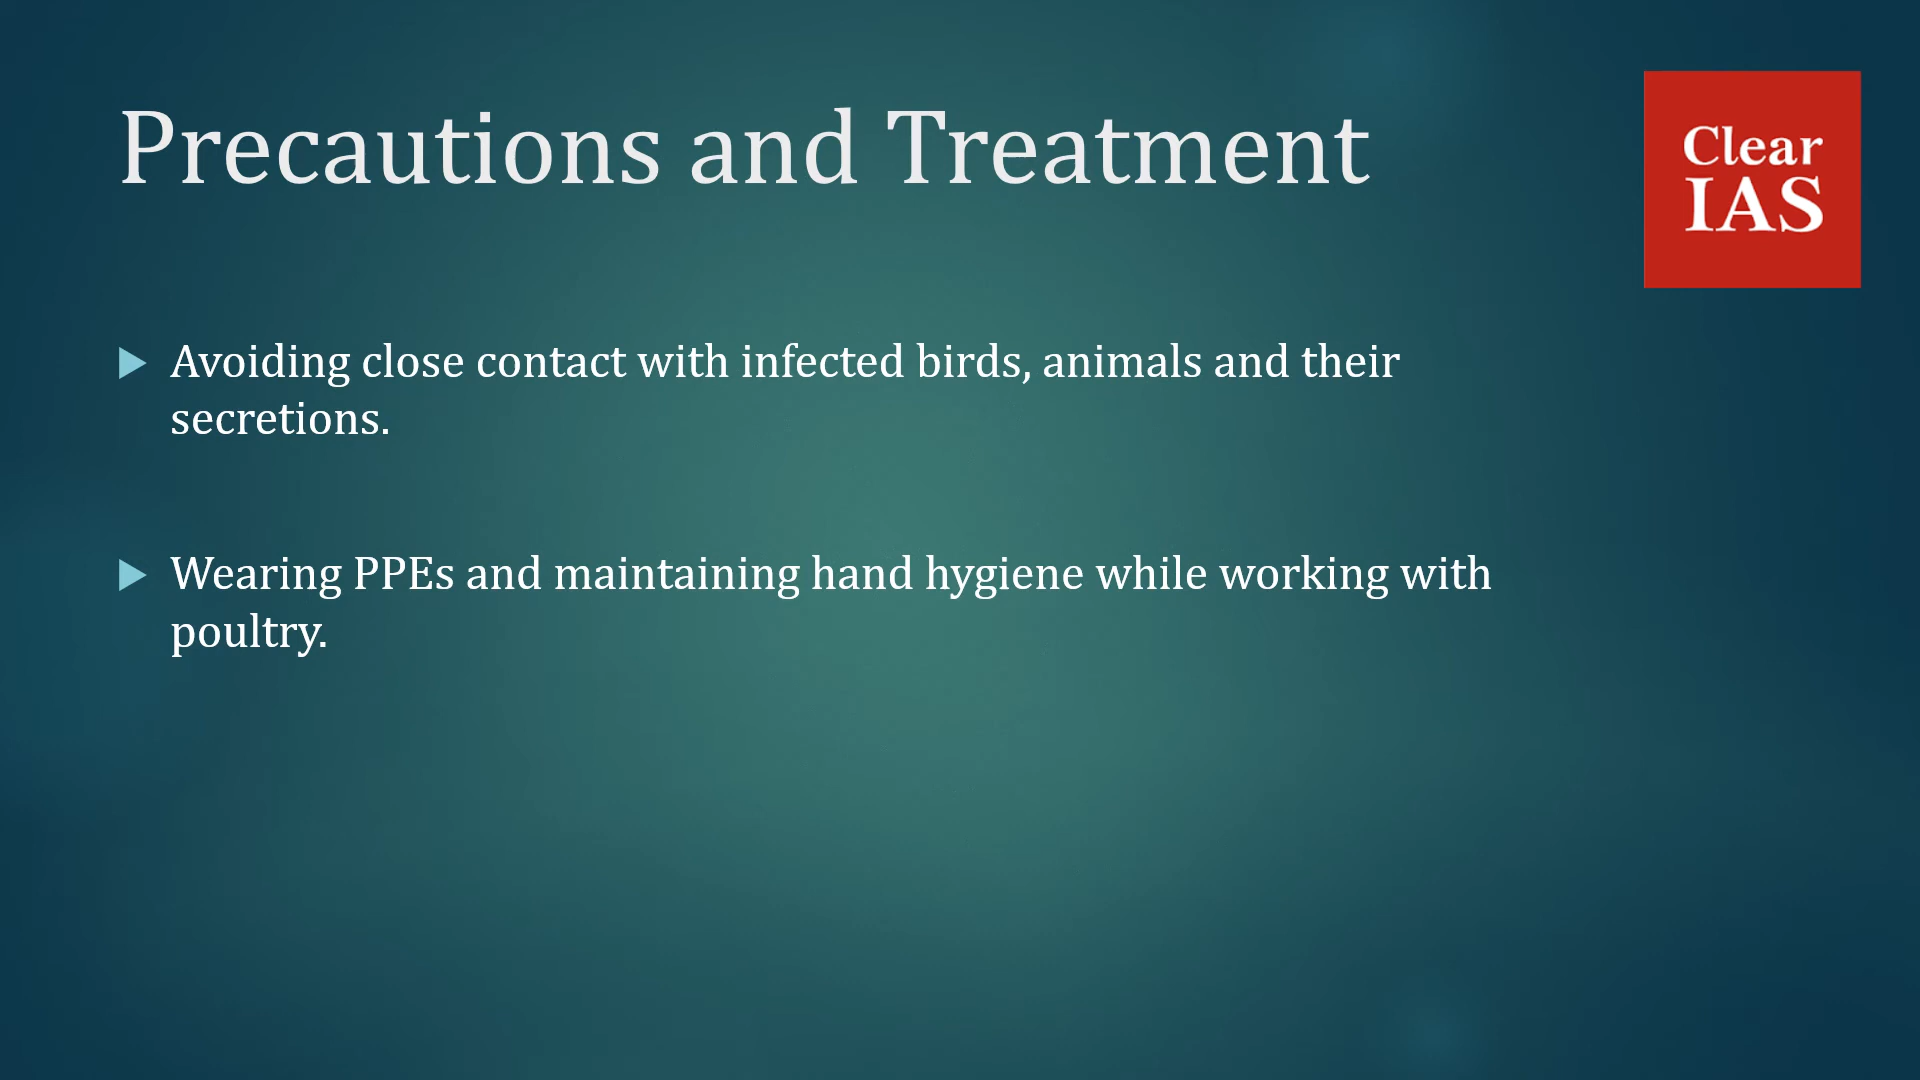 Precautions and Treatment
Clear
IAS
Avoiding close contact with infected birds, animals and their
secretions.
Wearing PPEs and maintaining hand hygiene while working with
poultry.